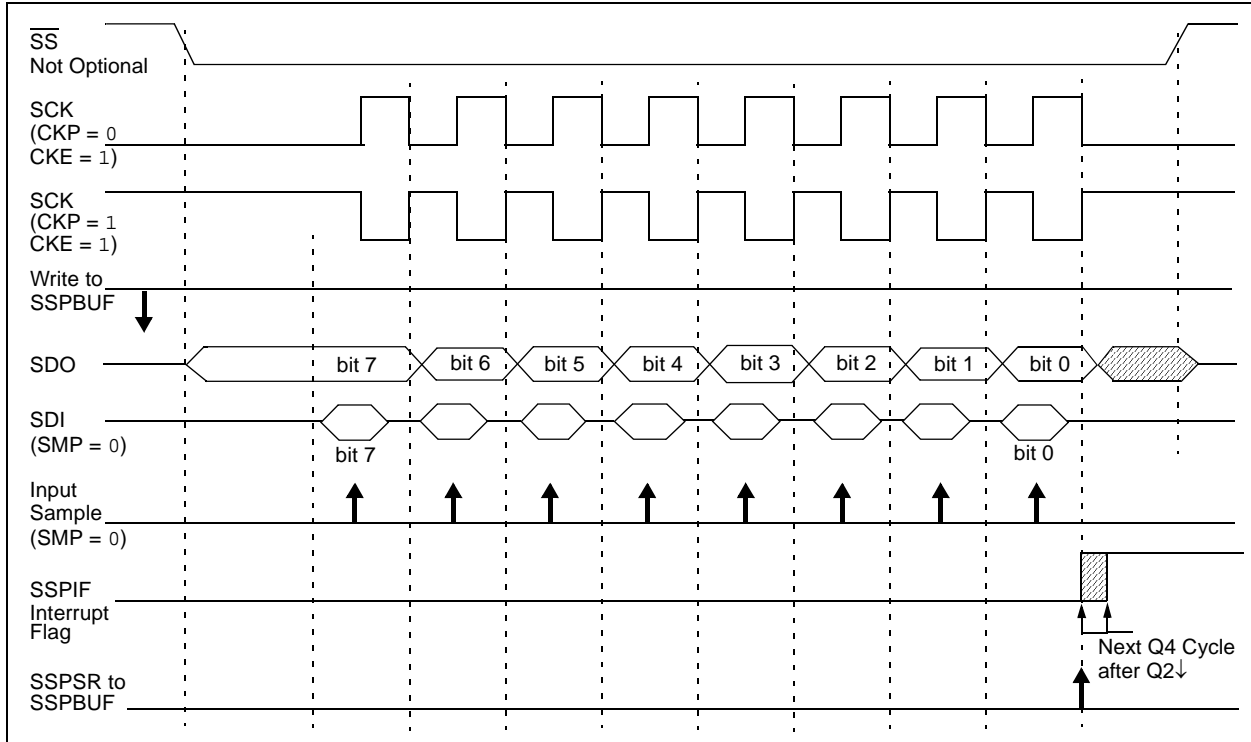 SS
Not Optional
SCK
(CKP = 0
CKE = 1)
SCK
(CKP = 1
CKE = 1)
Write to
SSPBUF
SDO
bit 7 bit 6 bit 5 bit 4 bit 3 bit 2 bit 1 bit 0
SDI
(SMP = 0)
bit 7 bit 0
Input
Sample
(SMP = 0)
SSPIF
Interrupt
Flag
Next Q4 Cycle
after Q2↓
SSPSR to
SSPBUF